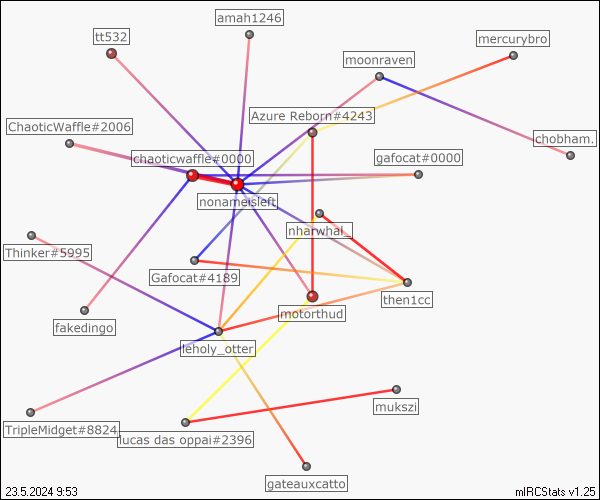 amah1246
tt532
mercurybro
moonraven
Azure Reborn#4243
ChaoticWaffle#2006
chobham.
chaoticwaffle#0000
gafocat#0000
nonameisleft
nharwhal_
Thinker#5995
Gafocat#4189
then1cc
motorthud
fakedingo
leholy_otter
mukszi
TripleMidget#8824
lucas das oppai#2396
gateauxcatto
23.5.2024 9:53
mIRCStats v1.25